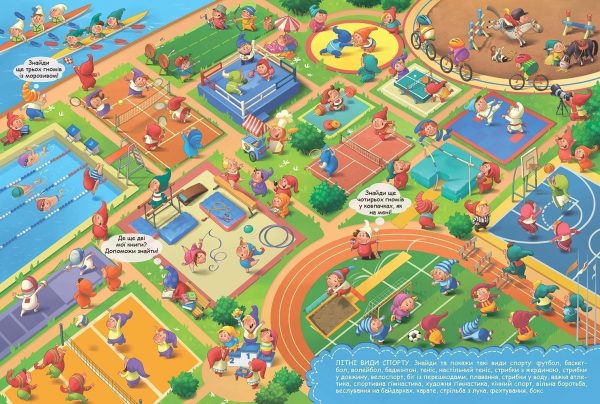 Знайди
ще трьох гномів
із морозивом!
Знайди ще
чотирьох гномів
у ковпачках, як
на мені!
Де ще дві
мої книги?
Допоможи знайти!
ЛІТНІ ВИДИ СПОРТУ. Знайди та покажи такі види спорту: футбол, баскет-
бол, волейбол, бадмінтон, теніс, настільний теніс, стрибки з жердиною, стрибки
у довжину, велоспорт, біг із перешкодами, плавання, стрибки у воду, важка атле-
тика, спортивна гімнастика, художня гімнастика, кінний спорт, вільна боротьба,
веслування на байдарках, карате, стрільба з лука, фехтування, бокс.